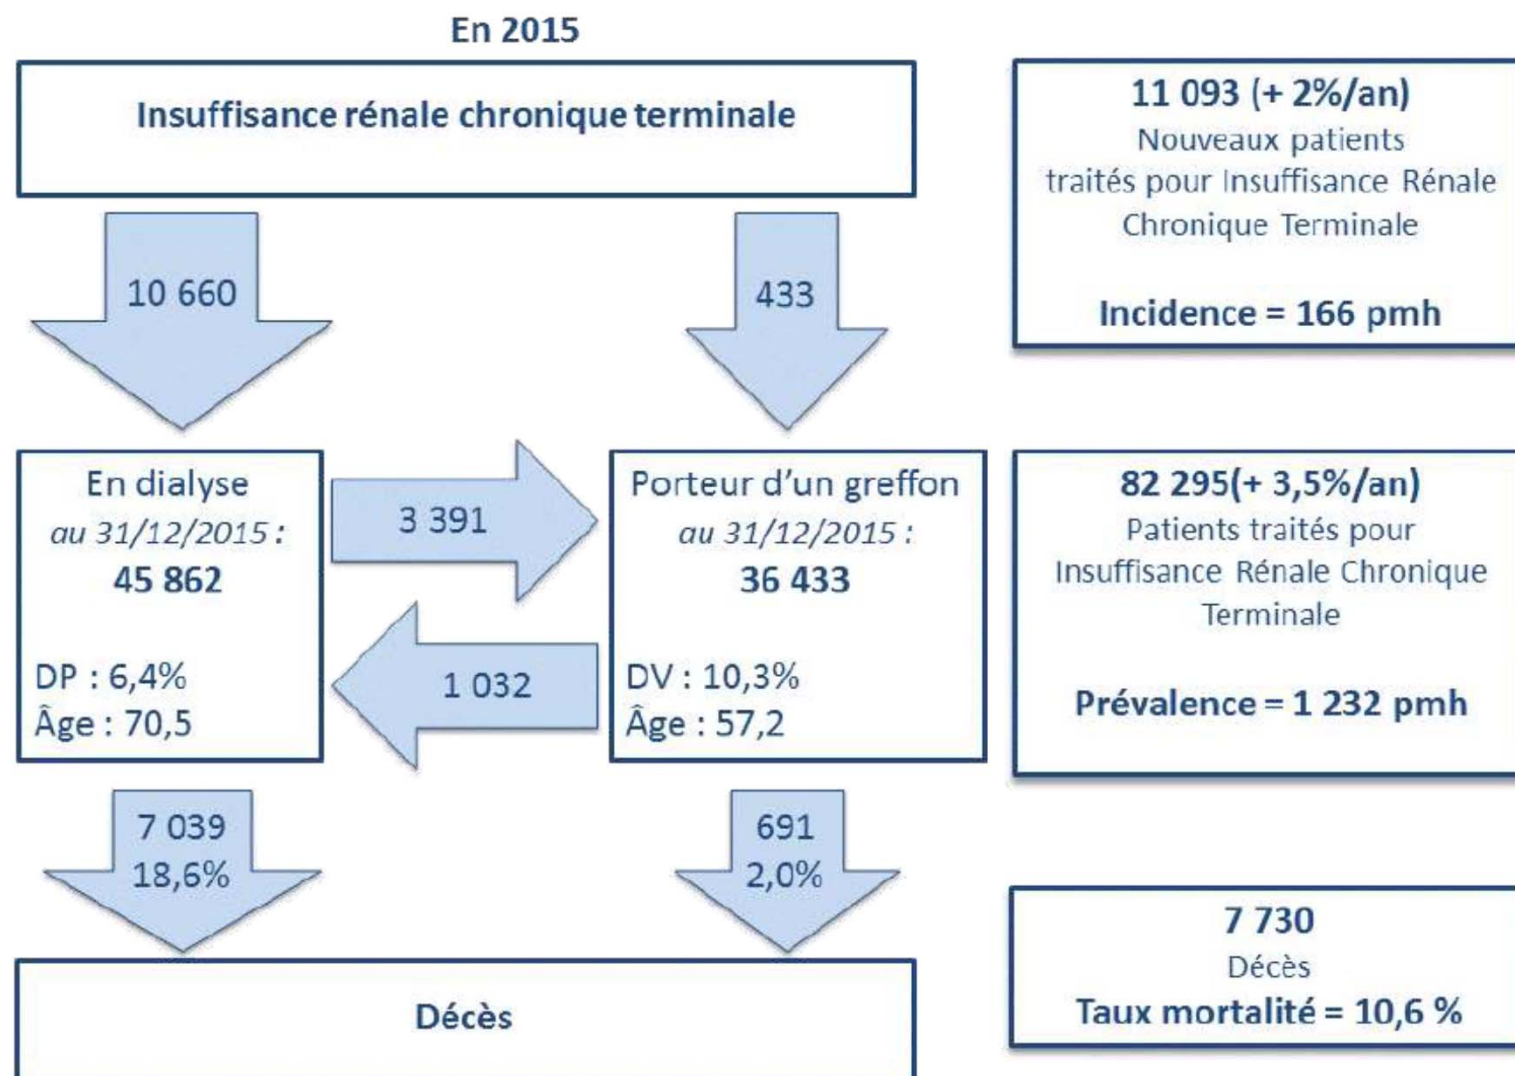 En 2015
Insuffisance rénale chronique terminale
11 093 (+ 2%/an)
Nouveaux patients
traités pour Insuffisance Rénale
Chronique Terminale
Incidence = 166 pmh
10 660
433
En dialyse
au 31/12/2015 :
45 862
DP : 6,4%
Âge : 70,5
3 391
1 032
Porteur d'un greffon
au 31/12/2015 :
36 433
DV : 10,3%
Âge : 57,2
82 295(+ 3,5%/an)
Patients traités pour
Insuffisance Rénale Chronique
Terminale
Prévalence = 1 232 pmh
7 039
18,6%
691
2,0%
Décès
7 730
Décès
Taux mortalité = 10,6 %